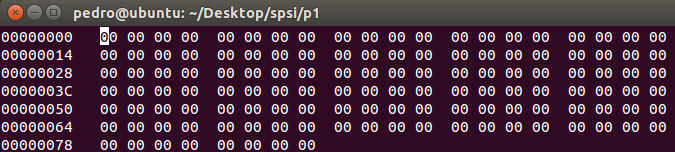 pedro@ubuntu: ~/Desktop/spsi/p1
00000000 00 00 00 00 00 00 00 00 00 00 00 00 00 00 00 00 00 00 00 00
00000014 00 00 00 00 00 00 00 00 00 00 00 00 00 00 00 00 00 00 00 00
00000028 00 00 00 00 00 00 00 00 00 00 00 00 00 00 00 00 00 00 00 00
0000003C 00 00 00 00 00 00 00 00 00 00 00 00 00 00 00 00 00 00 00 00
00000050 00 00 00 00 00 00 00 00 00 00 00 00 00 00 00 00 00 00 00 00
00000064 00 00 00 00 00 00 00 00 00 00 00 00 00 00 00 00 00 00 00 00
00000078 00 00 00 00 00 00 00 00